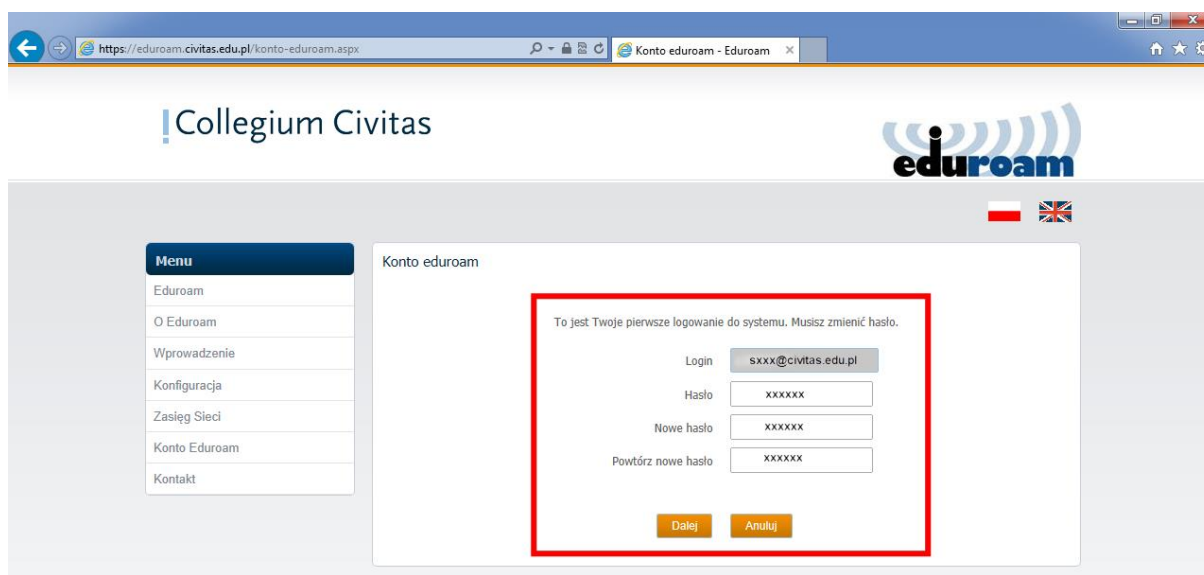 https://eduroam.civitas.edu.pl/konto-eduroam.aspx
Konto eduroam - Eduroam
Collegium Civitas
eduroam
Menu
Eduroam
O Eduroam
Wprowadzenie
Konfiguracja
Zasięg Sieci
Konto Eduroam
Kontakt
Konto eduroam
To jest Twoje pierwsze logowanie do systemu. Musisz zmienić hasło.
Login sxxx@civitas.edu.pl
Hasło xxxxxx
Nowe hasło xxxxxx
Powtórz nowe hasło xxxxxx
Dalej Anuluj